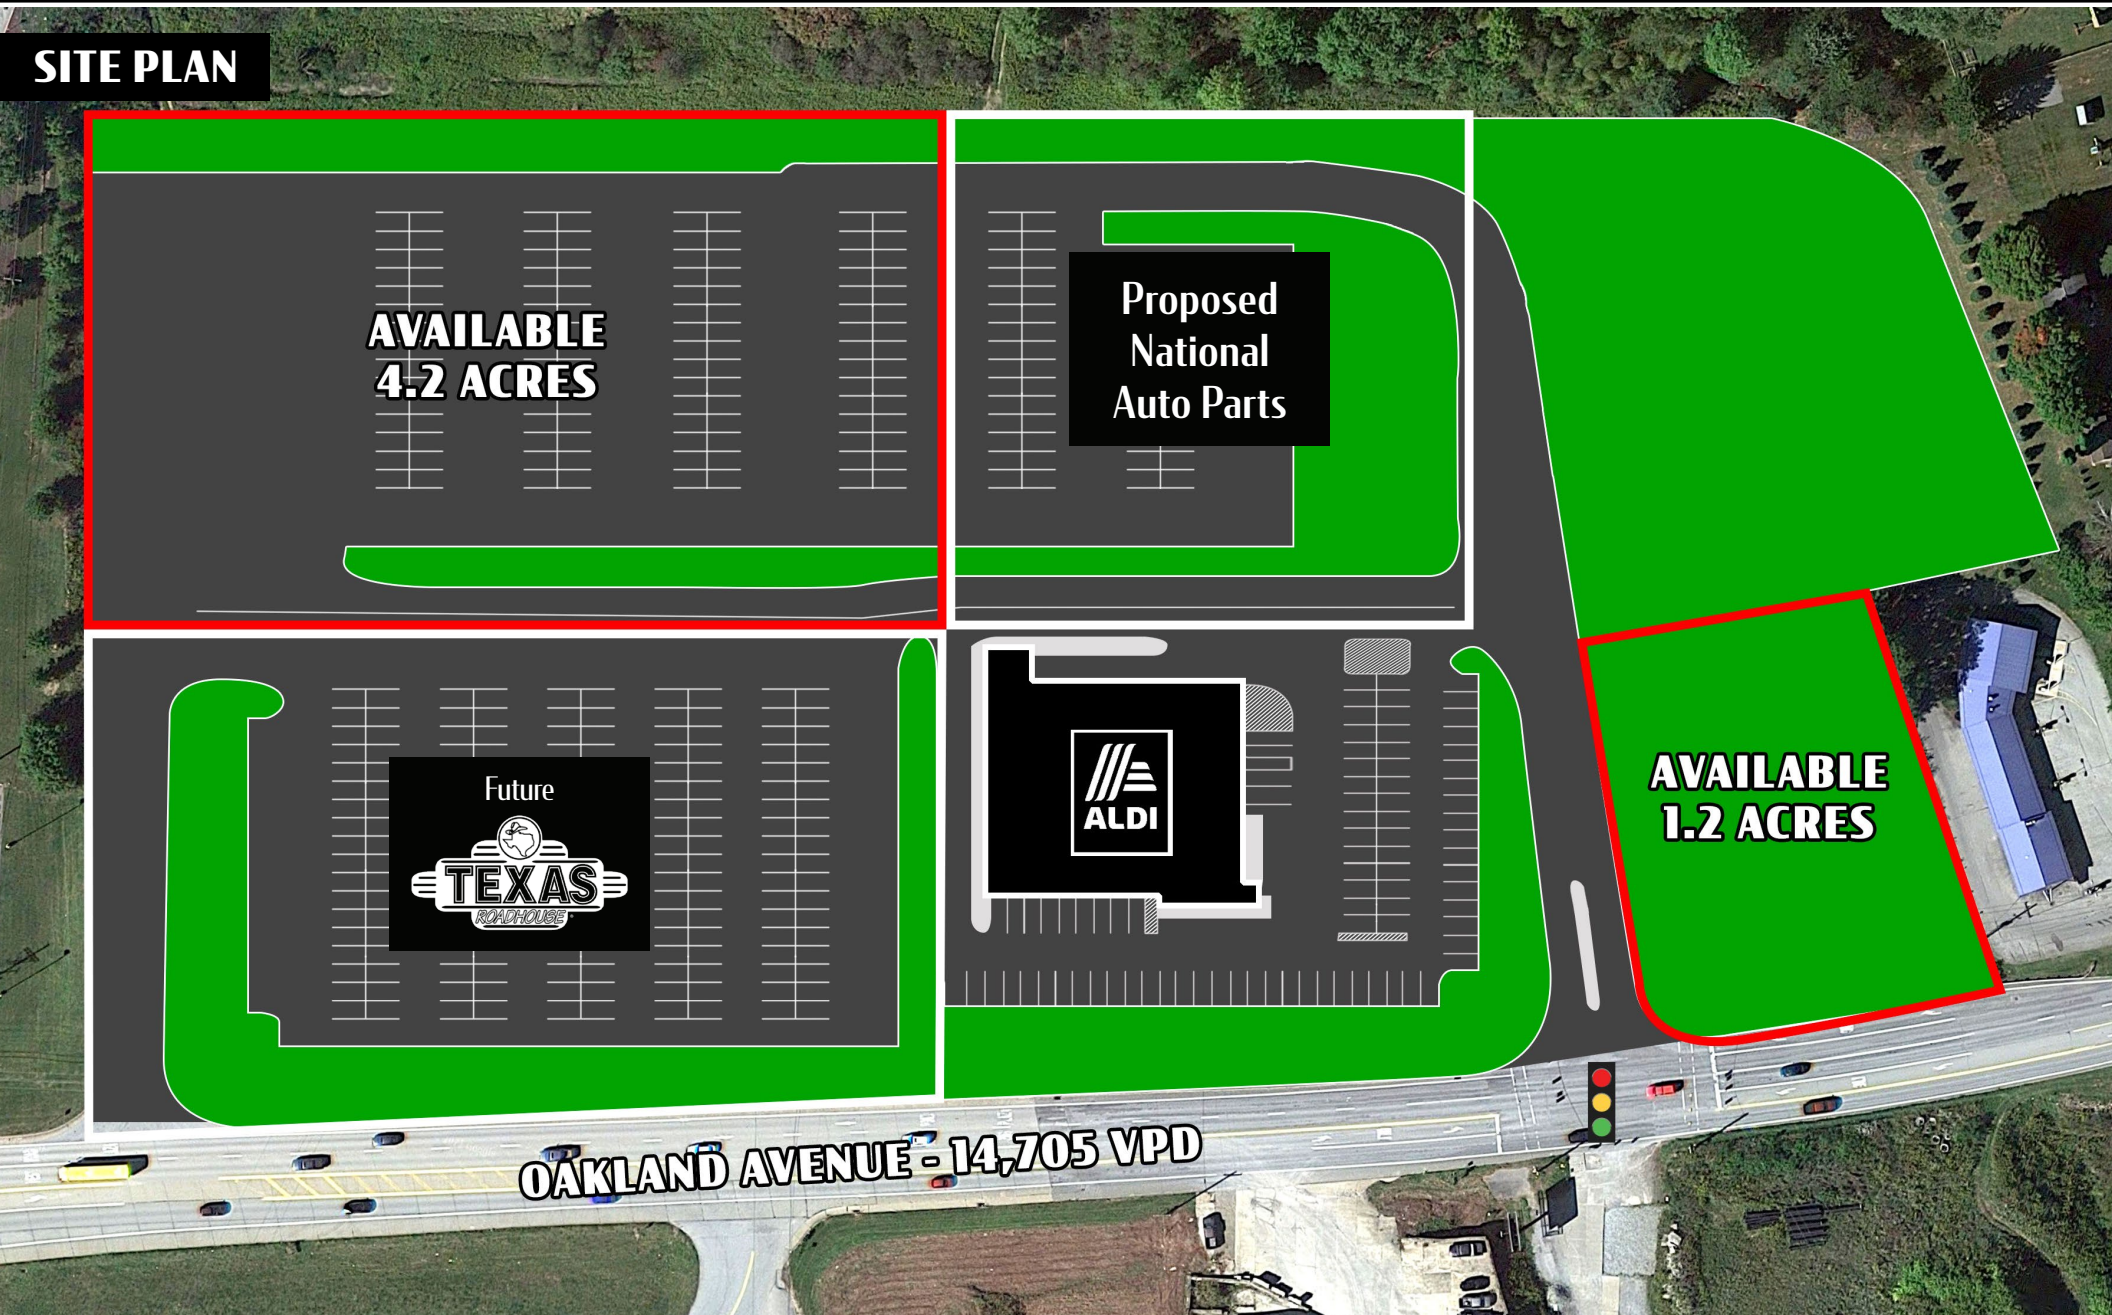 SITE PLAN
AVAILABLE
4.2 ACRES
Proposed
National
Auto Parts
Future
TEXAS
ROADHOUSE
ALDI
AVAILABLE
1.2 ACRES
OAKLAND AVENUE - 14,705 VPD